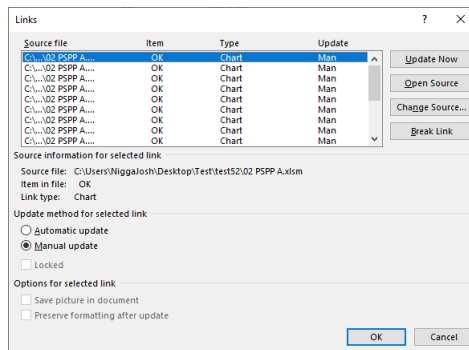 Links ? ×
Source file Item Type Update
C:\...\02 PSPP A.... OK Chart Man
C:\...\02 PSPP A.... OK Chart Man
C:\...\02 PSPP A.... OK Chart Man
C:\...\02 PSPP A.... OK Chart Man
C:\...\02 PSPP A.... OK Chart Man
C:\...\02 PSPP A.... OK Chart Man
C:\...\02 PSPP A.... OK Chart Man
C:\...\02 PSPP A.... OK Chart Man
C:\...\02 PSPP A.... OK Chart Man
Update Now
Open Source
Change Source...
Break Link
Source information for selected link
Source file: C:\Users\NiggaJosh\Desktop\Test\test52\02 PSPP A.xlsm
Item in file: OK
Link type: Chart
Update method for selected link
Automatic update
Manual update
Locked
Options for selected link
Save picture in document
Preserve formatting after update
OK Cancel